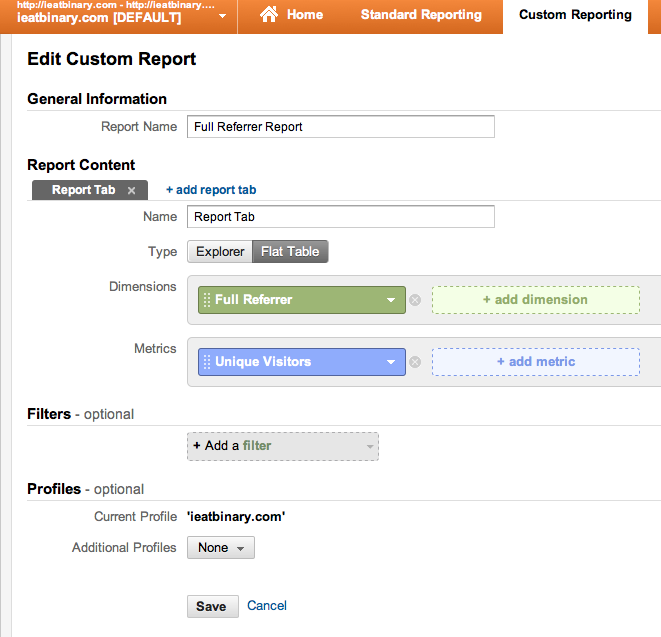 http://ieatbinary.com - http://ieatbinary....
ieatbinary.com [DEFAULT]
Home
Standard Reporting
Custom Reporting
Edit Custom Report
General Information
Report Name
Full Referrer Report
Report Content
Report Tab ×
+ add report tab
Name
Report Tab
Type
Explorer
Flat Table
Dimensions
Full Referrer
+ add dimension
Metrics
Unique Visitors
+ add metric
Filters - optional
+ Add a filter
Profiles - optional
Current Profile
'ieatbinary.com'
Additional Profiles
None
Save
Cancel